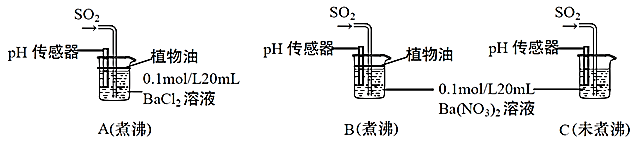 SO₂
pH 传感器
植物油
0.1mol/L20mL
BaCl₂ 溶液
A(煮沸)
SO₂
pH 传感器
植物油
B(煮沸)
0.1mol/L20mL
Ba(NO₃)₂ 溶液
SO₂
pH 传感器
C(未煮沸)